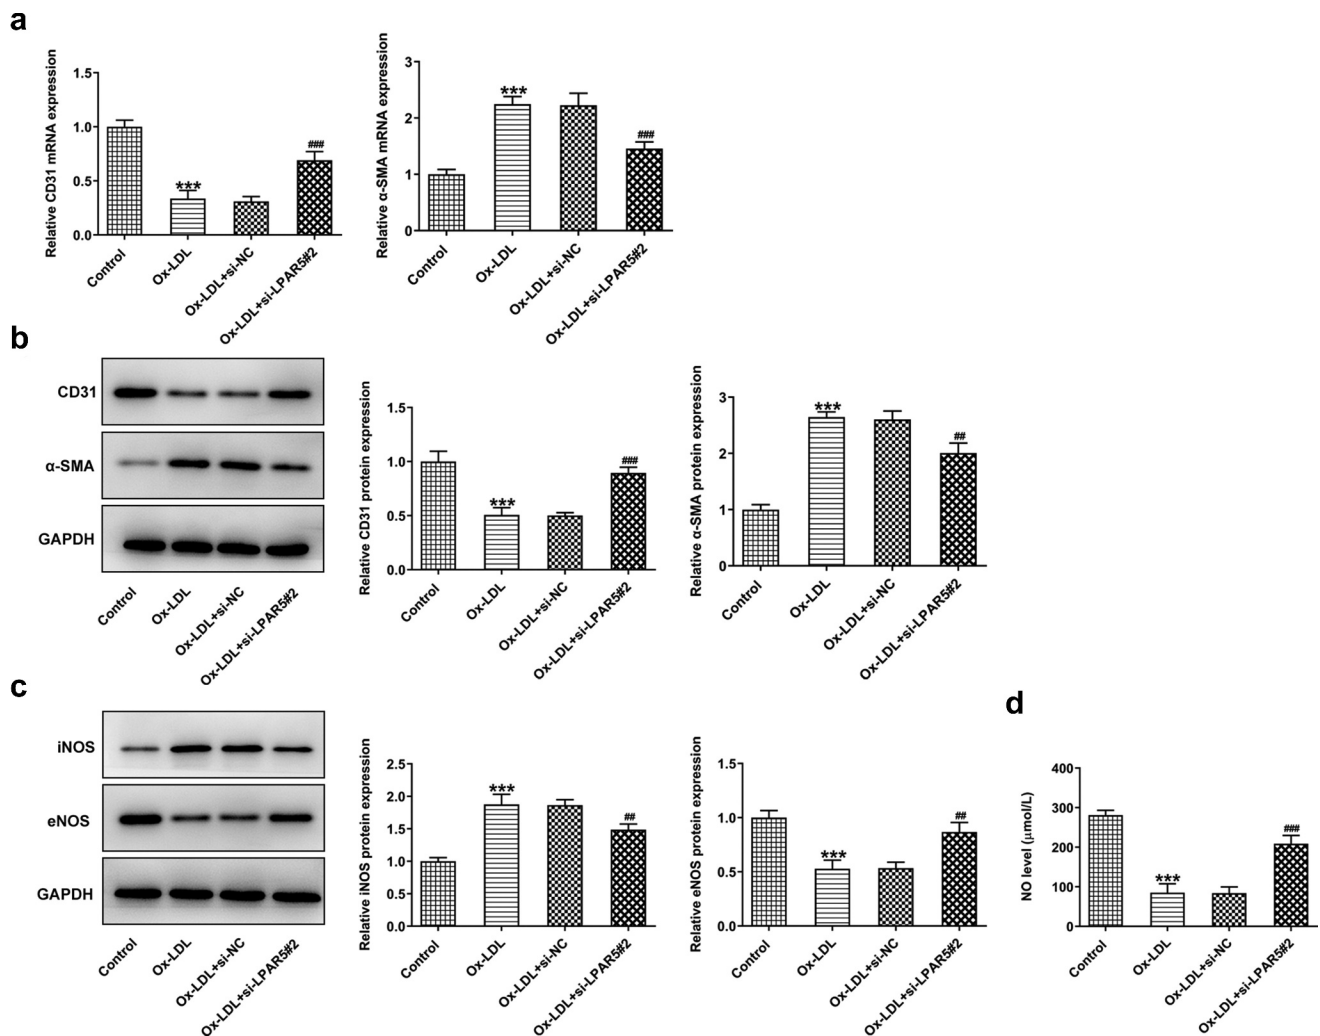 a
Relative CD31 mRNA expression
1.5
1.0
0.5
0.0
***
###
Control
Ox-LDL
Ox-LDL+si-NC
Ox-LDL+si-LPAR5#2
Relative α-SMA mRNA expression
3
2
1
0
***
###
Control
Ox-LDL
Ox-LDL+si-NC
Ox-LDL+si-LPAR5#2
b
CD31
α-SMA
GAPDH
Control
Ox-LDL
Ox-LDL+si-NC
Ox-LDL+si-LPAR5#2
Relative CD31 protein expression
1.5
1.0
0.5
0.0
***
###
Control
Ox-LDL
Ox-LDL+si-NC
Ox-LDL+si-LPAR5#2
Relative α-SMA protein expression
3
2
1
0
***
##
Control
Ox-LDL
Ox-LDL+si-NC
Ox-LDL+si-LPAR5#2
c
iNOS
eNOS
GAPDH
Control
Ox-LDL
Ox-LDL+si-NC
Ox-LDL+si-LPAR5#2
Relative iNOS protein expression
2.5
2.0
1.5
1.0
0.5
0.0
***
##
Control
Ox-LDL
Ox-LDL+si-NC
Ox-LDL+si-LPAR5#2
Relative eNOS protein expression
1.5
1.0
0.5
0.0
***
##
Control
Ox-LDL
Ox-LDL+si-NC
Ox-LDL+si-LPAR5#2
d
NO level (μmol/L)
400
300
200
100
0
***
###
Control
Ox-LDL
Ox-LDL+si-NC
Ox-LDL+si-LPAR5#2